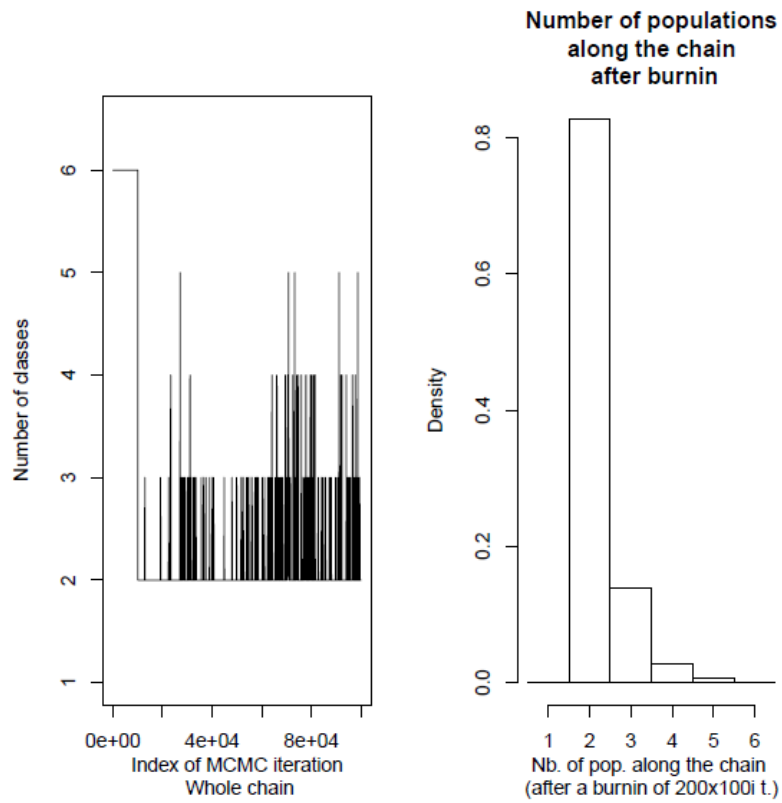 Number of classes
6
5
4
3
2
1
0e+00 4e+04 8e+04
Index of MCMC iteration
Whole chain
Number of populations
along the chain
after burnin
Density
0.8
0.6
0.4
0.2
0.0
1 2 3 4 5 6
Nb. of pop. along the chain
(after a burnin of 200x100i t.)